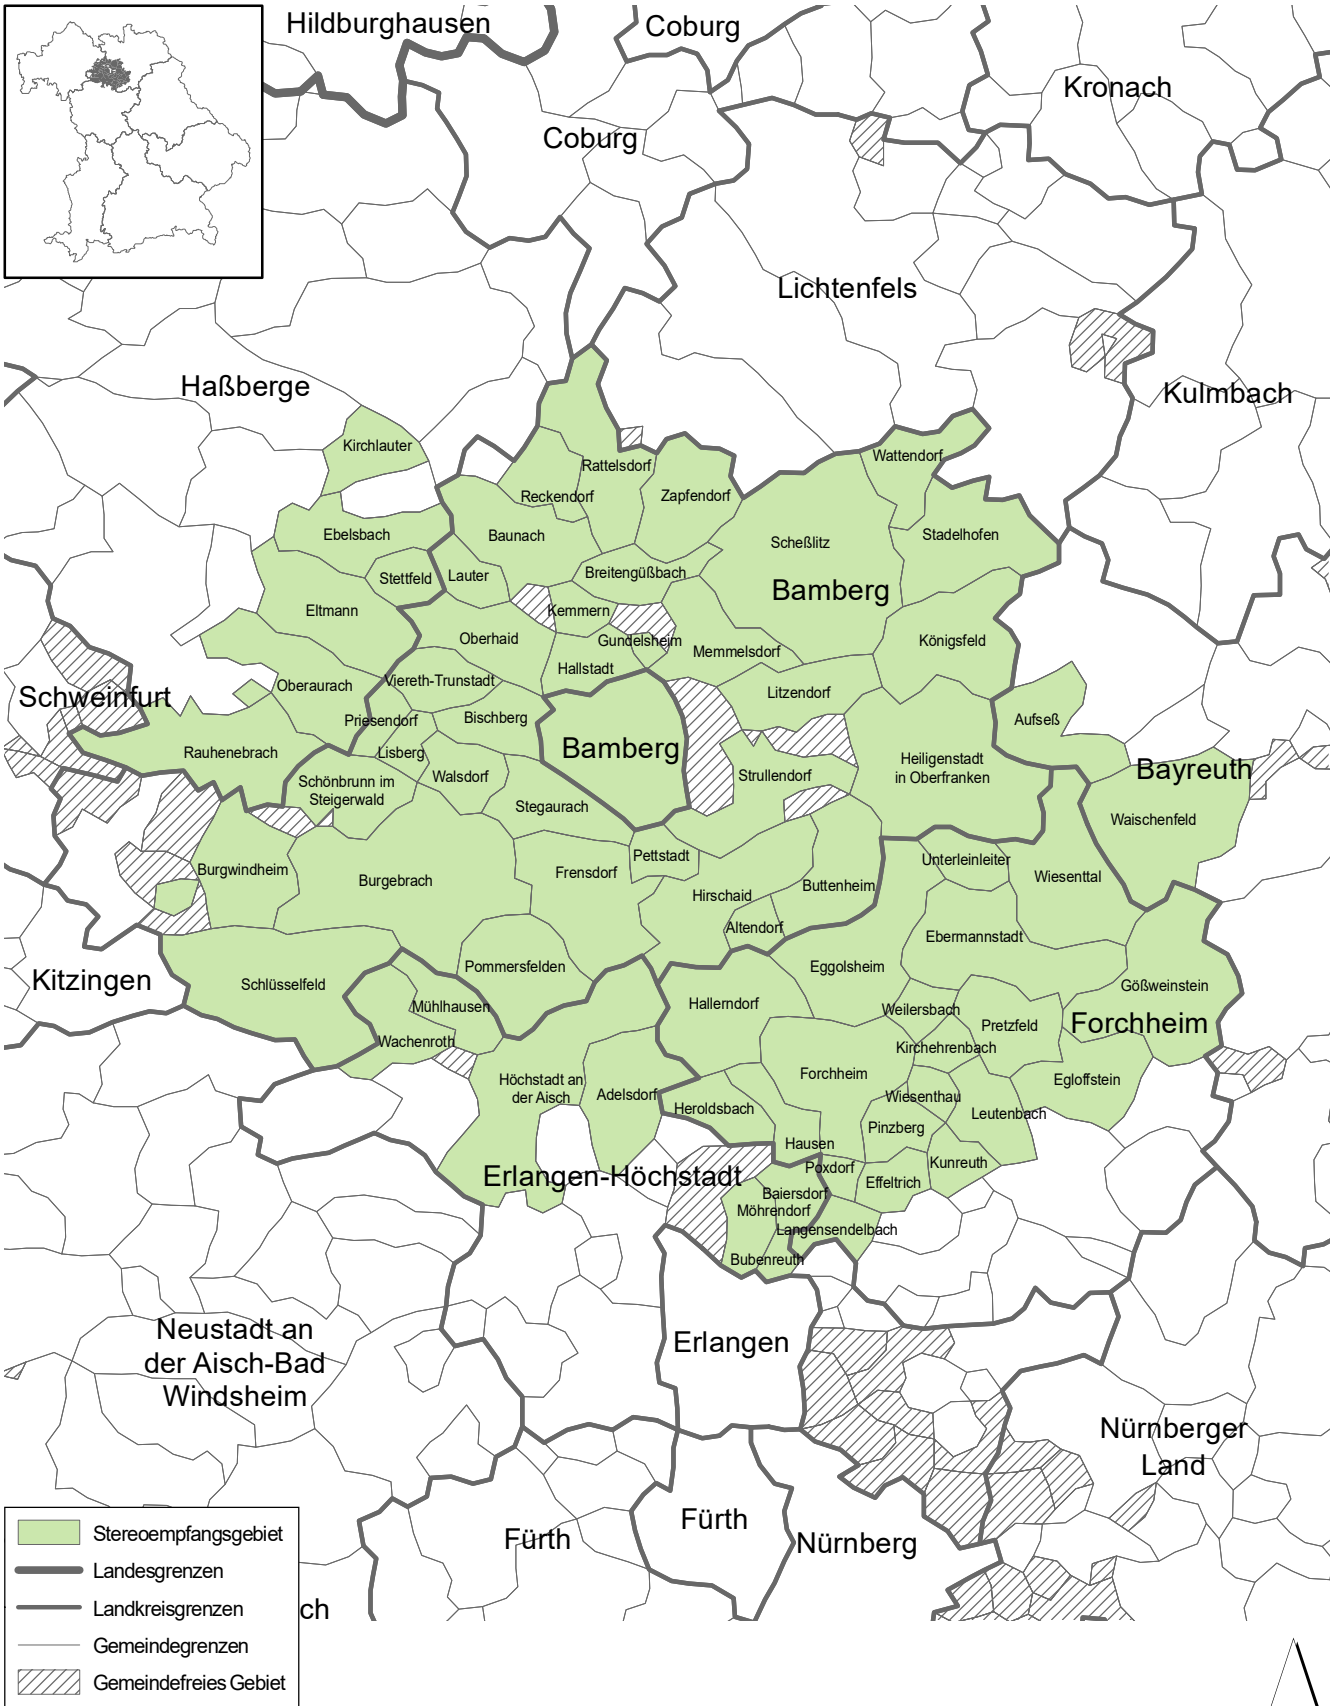 Hildburghausen
Coburg
Kronach
Coburg
Lichtenfels
Haßberge
Kulmbach
Kirchlauter
Wattendorf
Rattelsdorf
Reckendorf
Zapfendorf
Ebelsbach
Baunach
Scheßlitz
Stadelhofen
Stettfeld
Lauter
Breitengüßbach
Bamberg
Eltmann
Kemmern
Oberhaid
Gundelsheim
Königsfeld
Memmelsdorf
Hallstadt
Viereth-Trunstadt
Oberaurach
Litzendorf
Schweinfurt
Priesendorf
Bischberg
Aufseß
Rauhenebrach
Lisberg
Bamberg
Heiligenstadt
in Oberfranken
Bayreuth
Walsdorf
Strullendorf
Schönbrunn im
Steigerwald
Stegaurach
Waischenfeld
Pettstadt
Unterleinleiter
Burgwindheim
Burgebrach
Frensdorf
Wiesenttal
Hirschaid
Buttenheim
Altendorf
Ebermannstadt
Pommersfelden
Eggolsheim
Kitzingen
Schlüsselfeld
Gößweinstein
Mühlhausen
Hallerndorf
Weilersbach
Pretzfeld
Forchheim
Wachenroth
Kirchehrenbach
Höchstadt an
der Aisch
Adelsdorf
Forchheim
Egloffstein
Heroldsbach
Wiesenthau
Leutenbach
Pinzberg
Hausen
Erlangen-Höchstadt
Poxdorf
Kunreuth
Effeltrich
Baiersdorf
Möhrendorf
Langensendelbach
Bubenreuth
Erlangen
Neustadt an
der Aisch-Bad
Windsheim
Nürnberger
Land
Fürth
Fürth
Nürnberg
ch
Stereoempfangsgebiet
Landesgrenzen
Landkreisgrenzen
Gemeindegrenzen
Gemeindefreies Gebiet